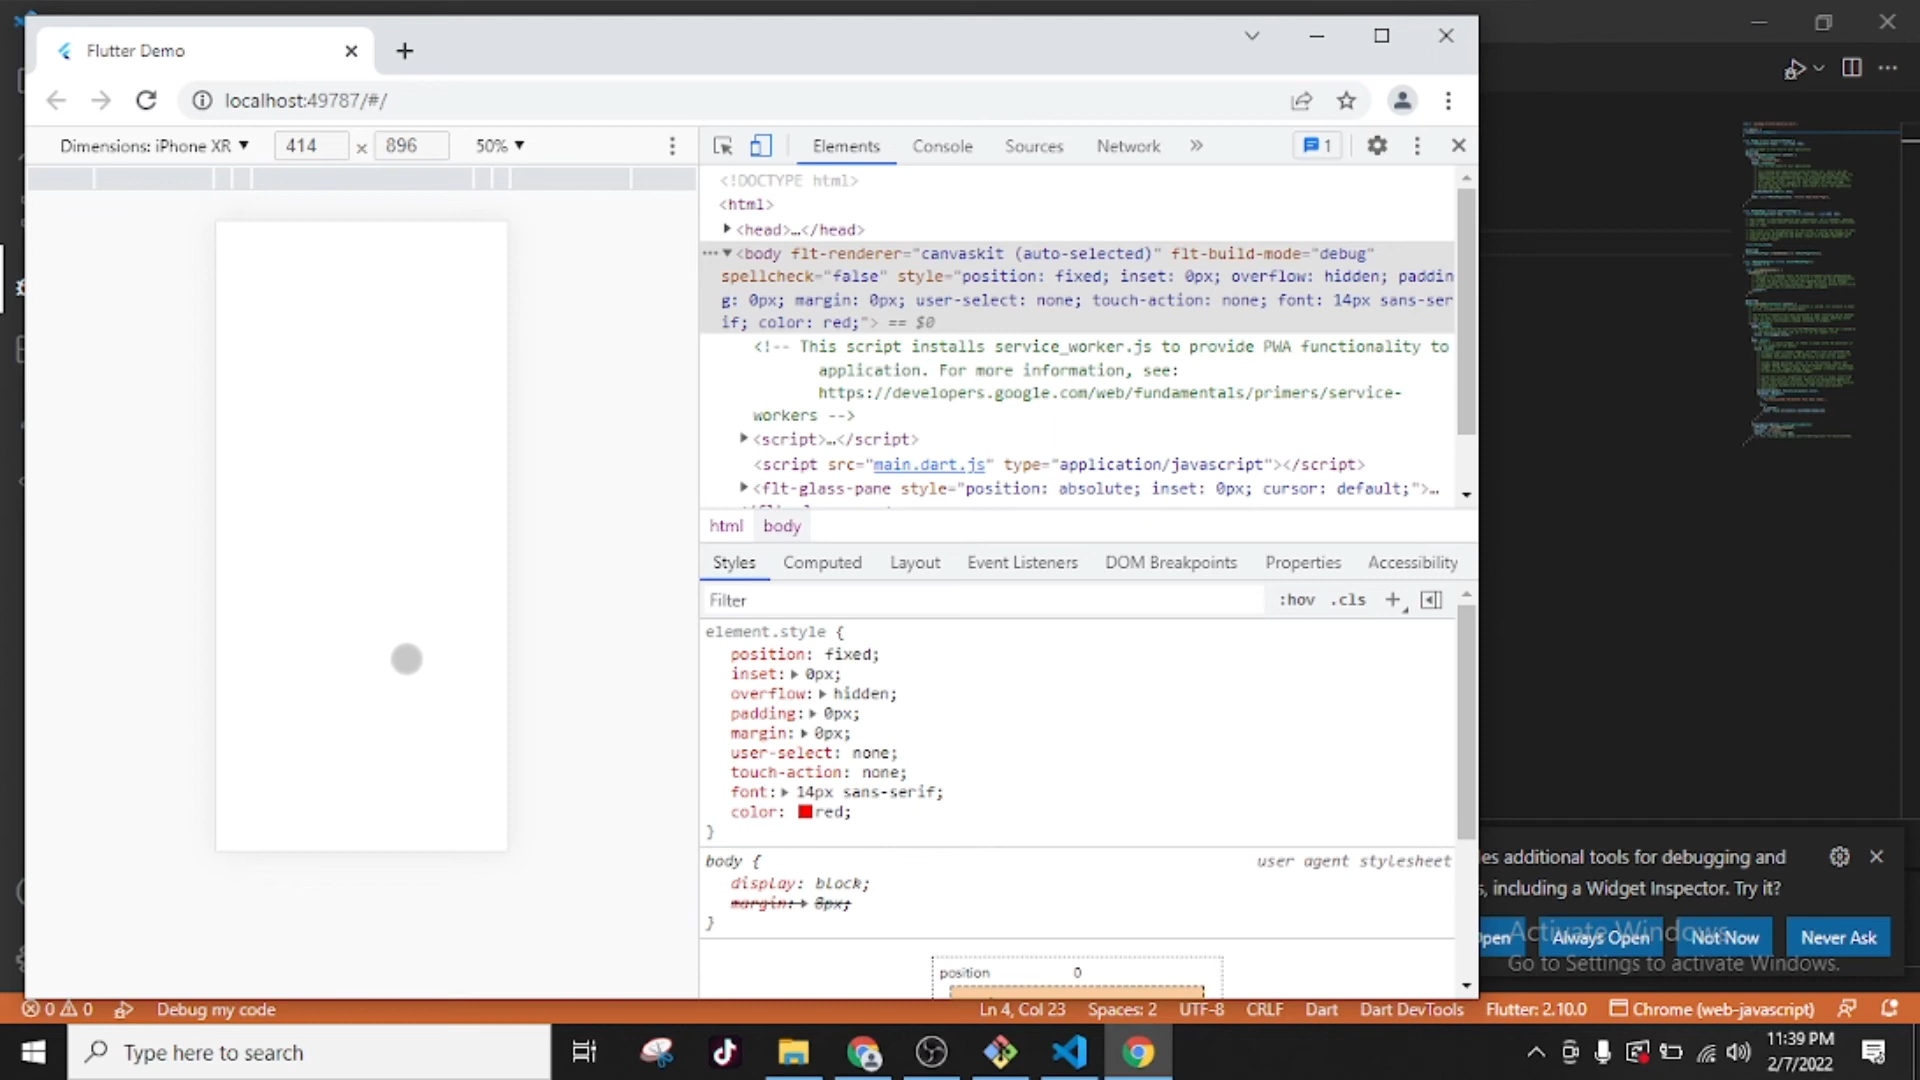 Flutter Demo
localhost:49787/#/
Dimensions: iPhone XR ▼ 414 x 896 50% ▼
Elements Console Sources Network » 1
<!DOCTYPE html>
<html>
<head>…</head>
<body flt-renderer="canvaskit (auto-selected)" flt-build-mode="debug"
spellcheck="false" style="position: fixed; inset: 0px; overflow: hidden; paddin
g: 0px; margin: 0px; user-select: none; touch-action: none; font: 14px sans-ser
if; color: red;"> == $0
<!-- This script installs service_worker.js to provide PWA functionality to
application. For more information, see:
https://developers.google.com/web/fundamentals/primers/service-
workers -->
<script>…</script>
<script src="main.dart.js" type="application/javascript"></script>
<flt-glass-pane style="position: absolute; inset: 0px; cursor: default;">…
html body
Styles Computed Layout Event Listeners DOM Breakpoints Properties Accessibility
Filter :hov .cls +
element.style {
position: fixed;
inset: 0px;
overflow: hidden;
padding: 0px;
margin: 0px;
user-select: none;
touch-action: none;
font: 14px sans-serif;
color: red;
}
body { user agent stylesheet
display: block;
margin: 8px;
}
position 0
es additional tools for debugging and
, including a Widget Inspector. Try it?
Always Open Not Now Never Ask
Activate Windows
Go to Settings to activate Windows.
0 0 Debug my code Ln 4, Col 23 Spaces: 2 UTF-8 CRLF Dart Dart DevTools Flutter: 2.10.0 Chrome (web-javascript)
Type here to search
11:39 PM
2/7/2022